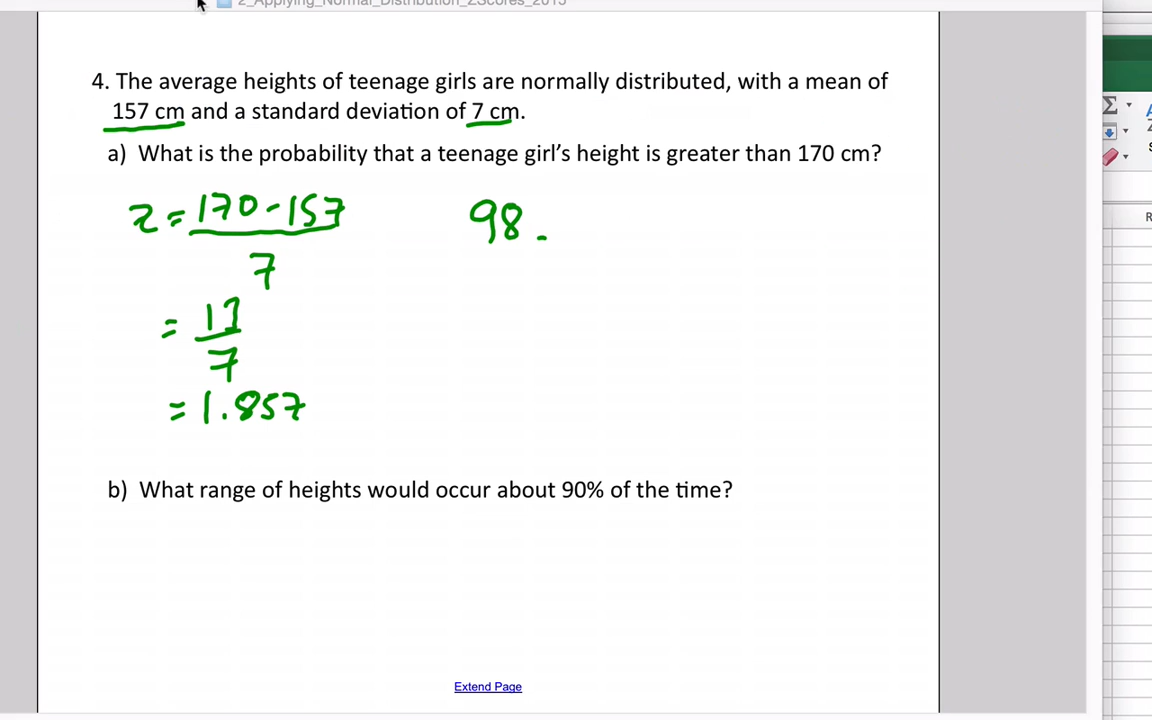 2_Applying_Normal_Distribution_ZScores_2015
4. The average heights of teenage girls are normally distributed, with a mean of
157 cm and a standard deviation of 7 cm.
a) What is the probability that a teenage girl's height is greater than 170 cm?
z = 170 - 157
7
98.
= 13
7
= 1.857
b) What range of heights would occur about 90% of the time?
Extend Page
Σ
R